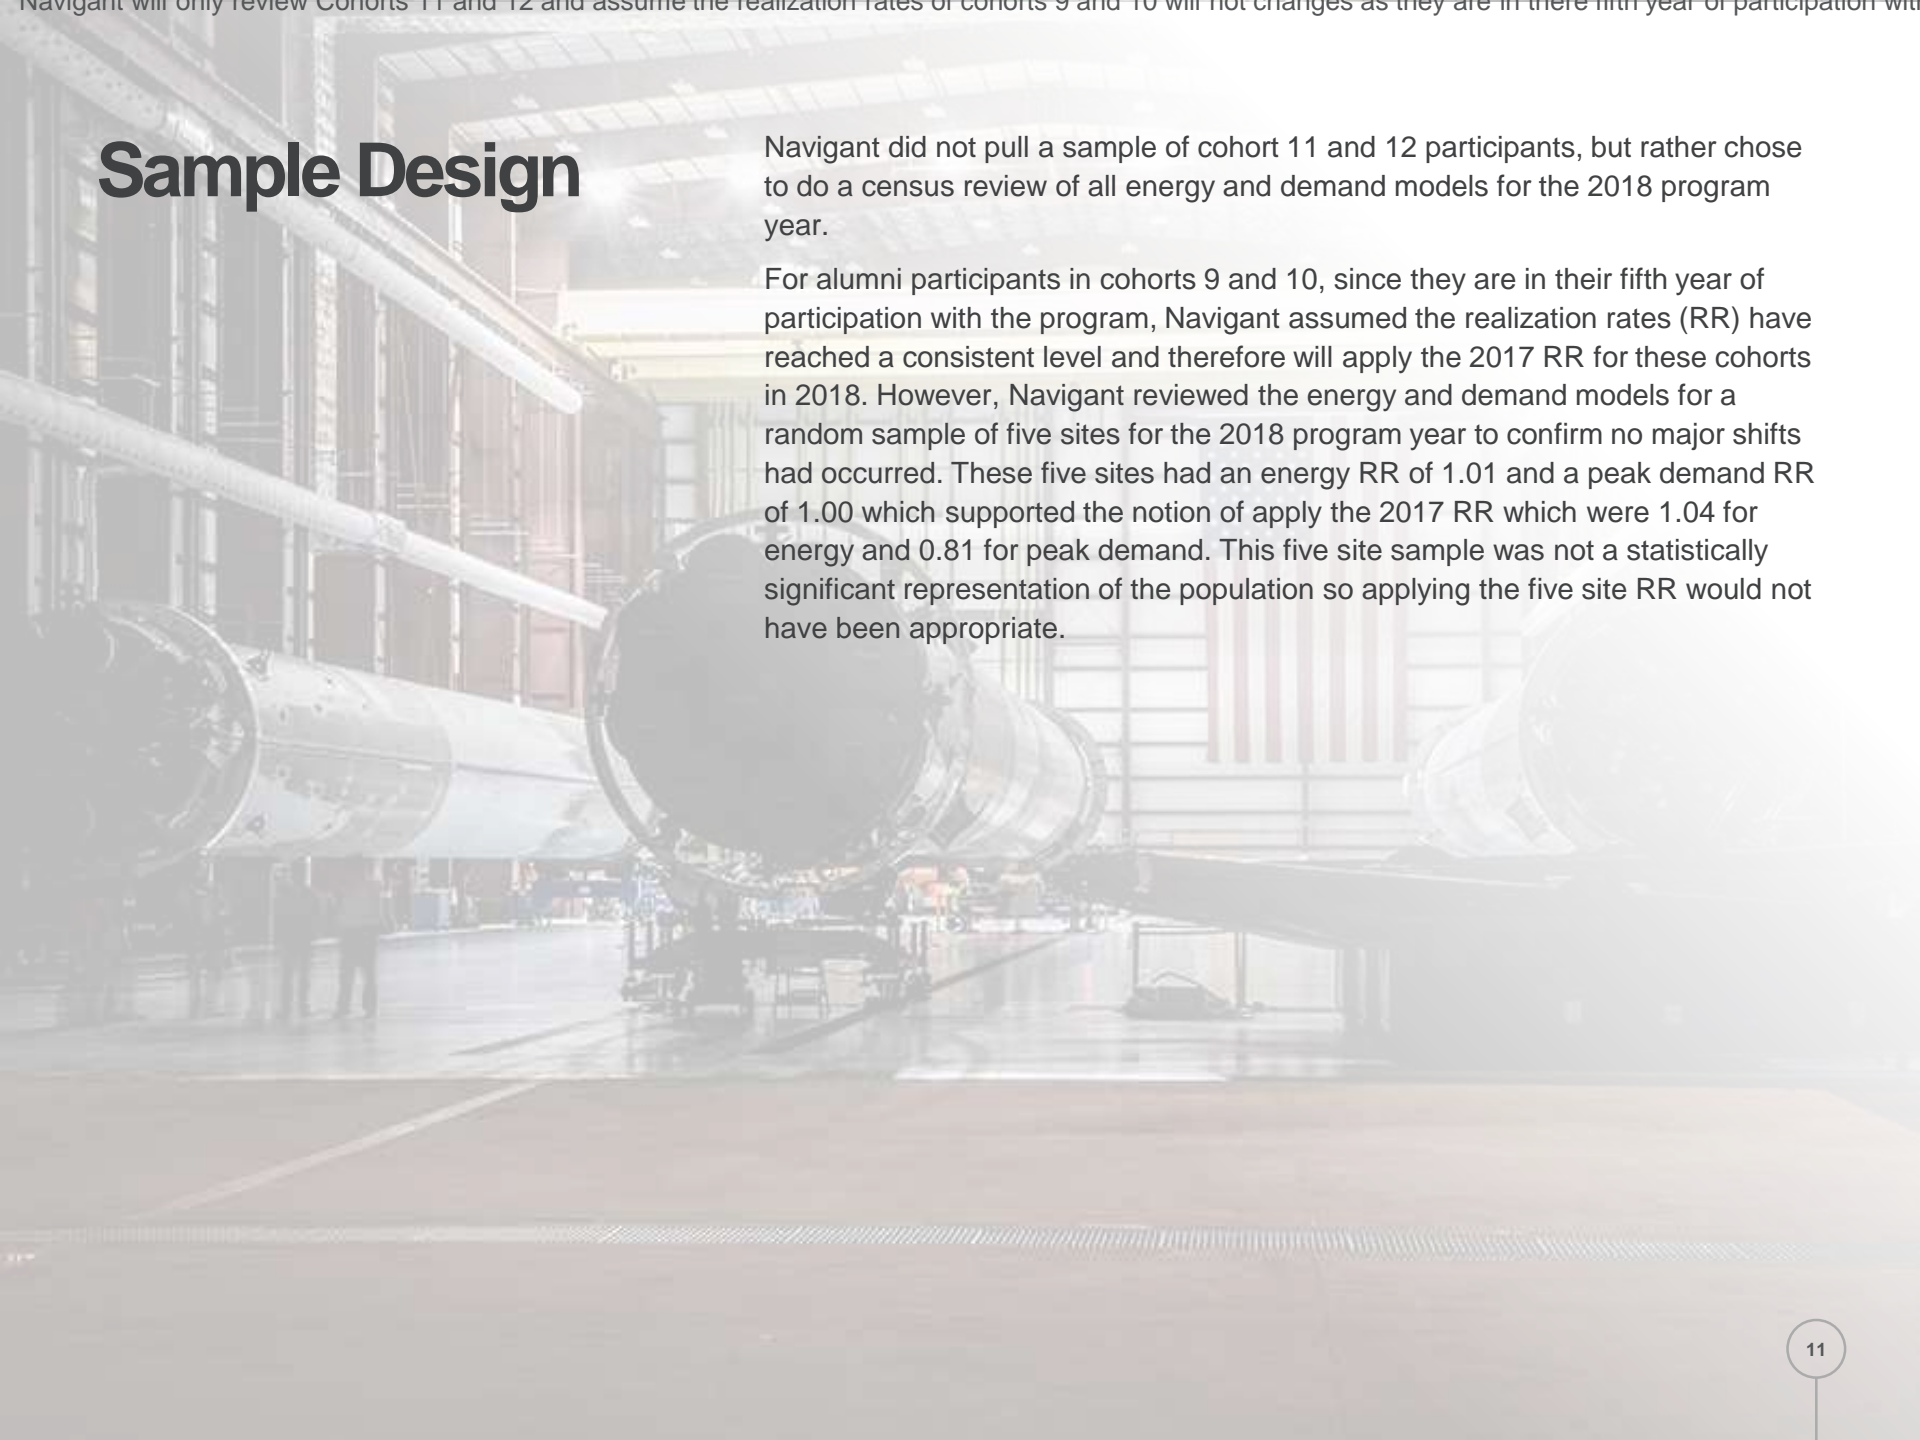 Navigant will only review Cohorts 11 and 12 and assume the realization rates of cohorts 9 and 10 will not changes as they are in there fifth year of participation with
Sample Design
Navigant did not pull a sample of cohort 11 and 12 participants, but rather chose
to do a census review of all energy and demand models for the 2018 program
year.
For alumni participants in cohorts 9 and 10, since they are in their fifth year of
participation with the program, Navigant assumed the realization rates (RR) have
reached a consistent level and therefore will apply the 2017 RR for these cohorts
in 2018. However, Navigant reviewed the energy and demand models for a
random sample of five sites for the 2018 program year to confirm no major shifts
had occurred. These five sites had an energy RR of 1.01 and a peak demand RR
of 1.00 which supported the notion of apply the 2017 RR which were 1.04 for
energy and 0.81 for peak demand. This five site sample was not a statistically
significant representation of the population so applying the five site RR would not
have been appropriate.
11